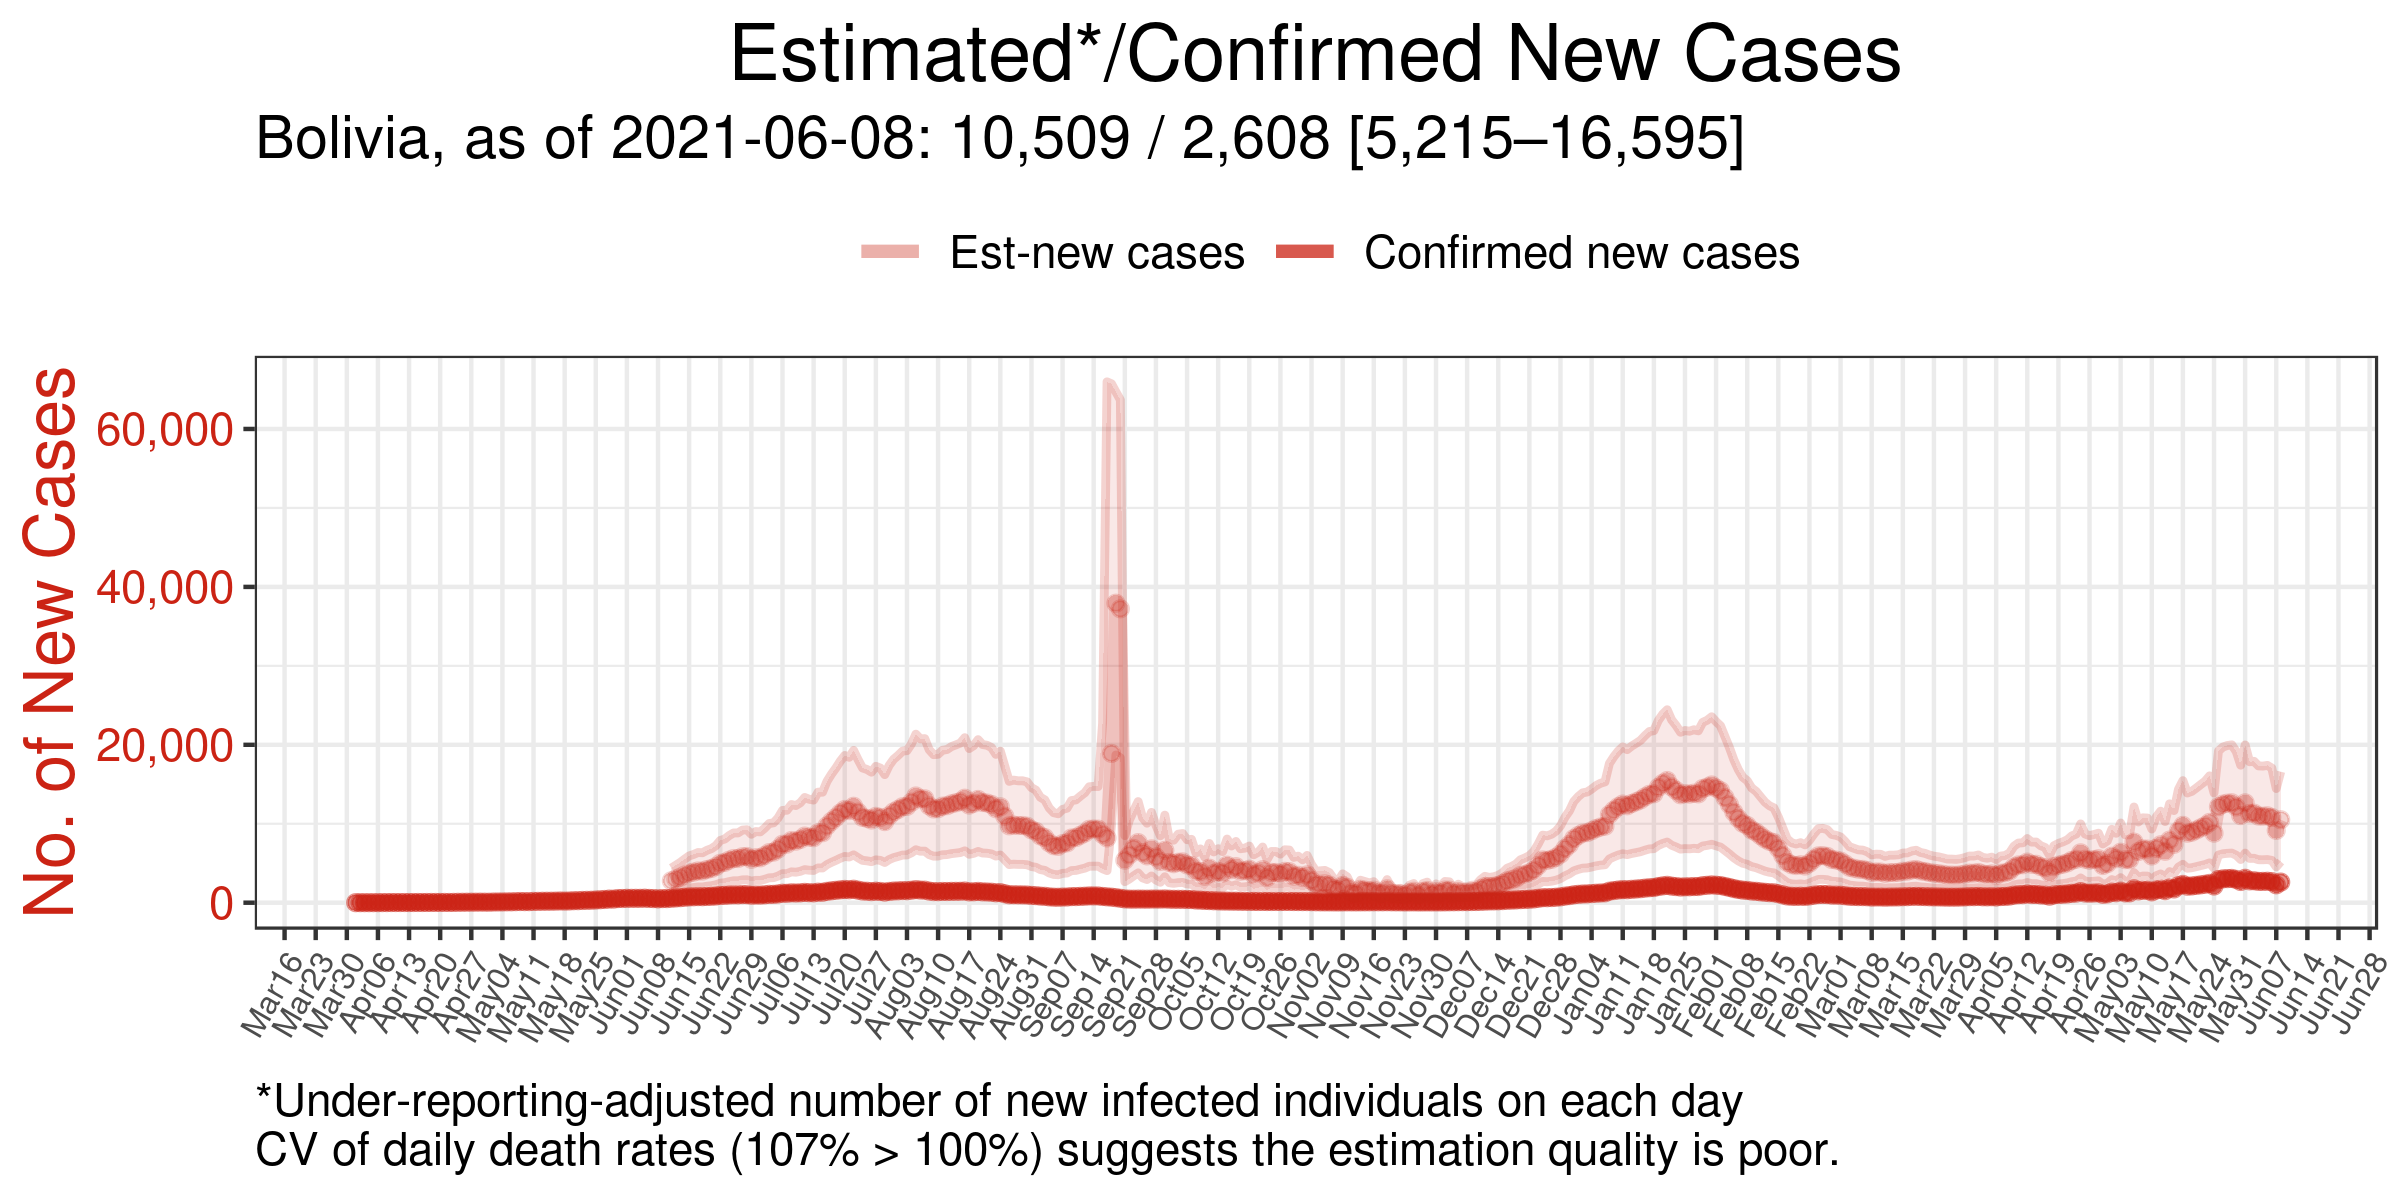 Estimated*/Confirmed New Cases
Bolivia, as of 2021-06-08: 10,509 / 2,608 [5,215–16,595]
Est-new cases
Confirmed new cases
No. of New Cases
60,000
40,000
20,000
0
Mar16
Mar23
Mar30
Apr06
Apr13
Apr20
Apr27
May04
May11
May18
May25
Jun01
Jun08
Jun15
Jun22
Jun29
Jul06
Jul13
Jul20
Jul27
Aug03
Aug10
Aug17
Aug24
Aug31
Sep07
Sep14
Sep21
Sep28
Oct05
Oct12
Oct19
Oct26
Nov02
Nov09
Nov16
Nov23
Nov30
Dec07
Dec14
Dec21
Dec28
Jan04
Jan11
Jan18
Jan25
Feb01
Feb08
Feb15
Feb22
Mar01
Mar08
Mar15
Mar22
Mar29
Apr05
Apr12
Apr19
Apr26
May03
May10
May17
May24
May31
Jun07
Jun14
Jun21
Jun28
*Under-reporting-adjusted number of new infected individuals on each day
CV of daily death rates (107% > 100%) suggests the estimation quality is poor.